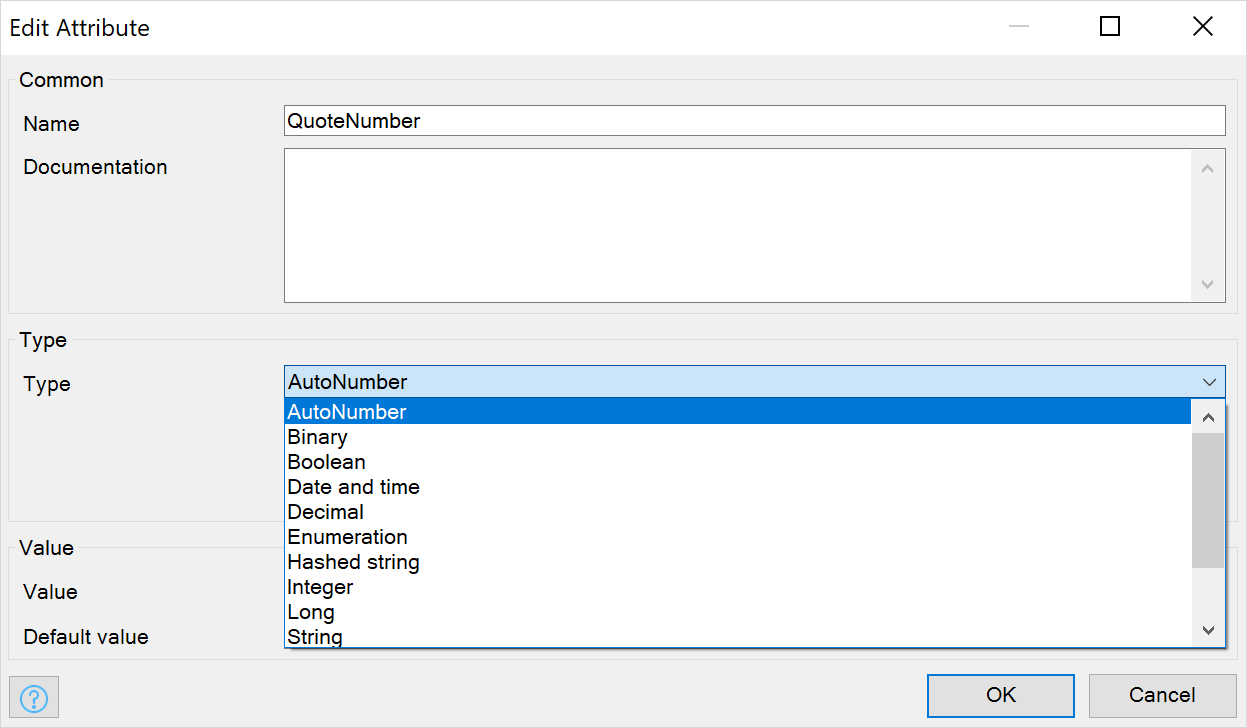 Edit Attribute
Common
Name QuoteNumber
Documentation
Type
Type AutoNumber
AutoNumber
Binary
Boolean
Date and time
Decimal
Enumeration
Hashed string
Integer
Long
String
Value
Value
Default value
?
OK Cancel